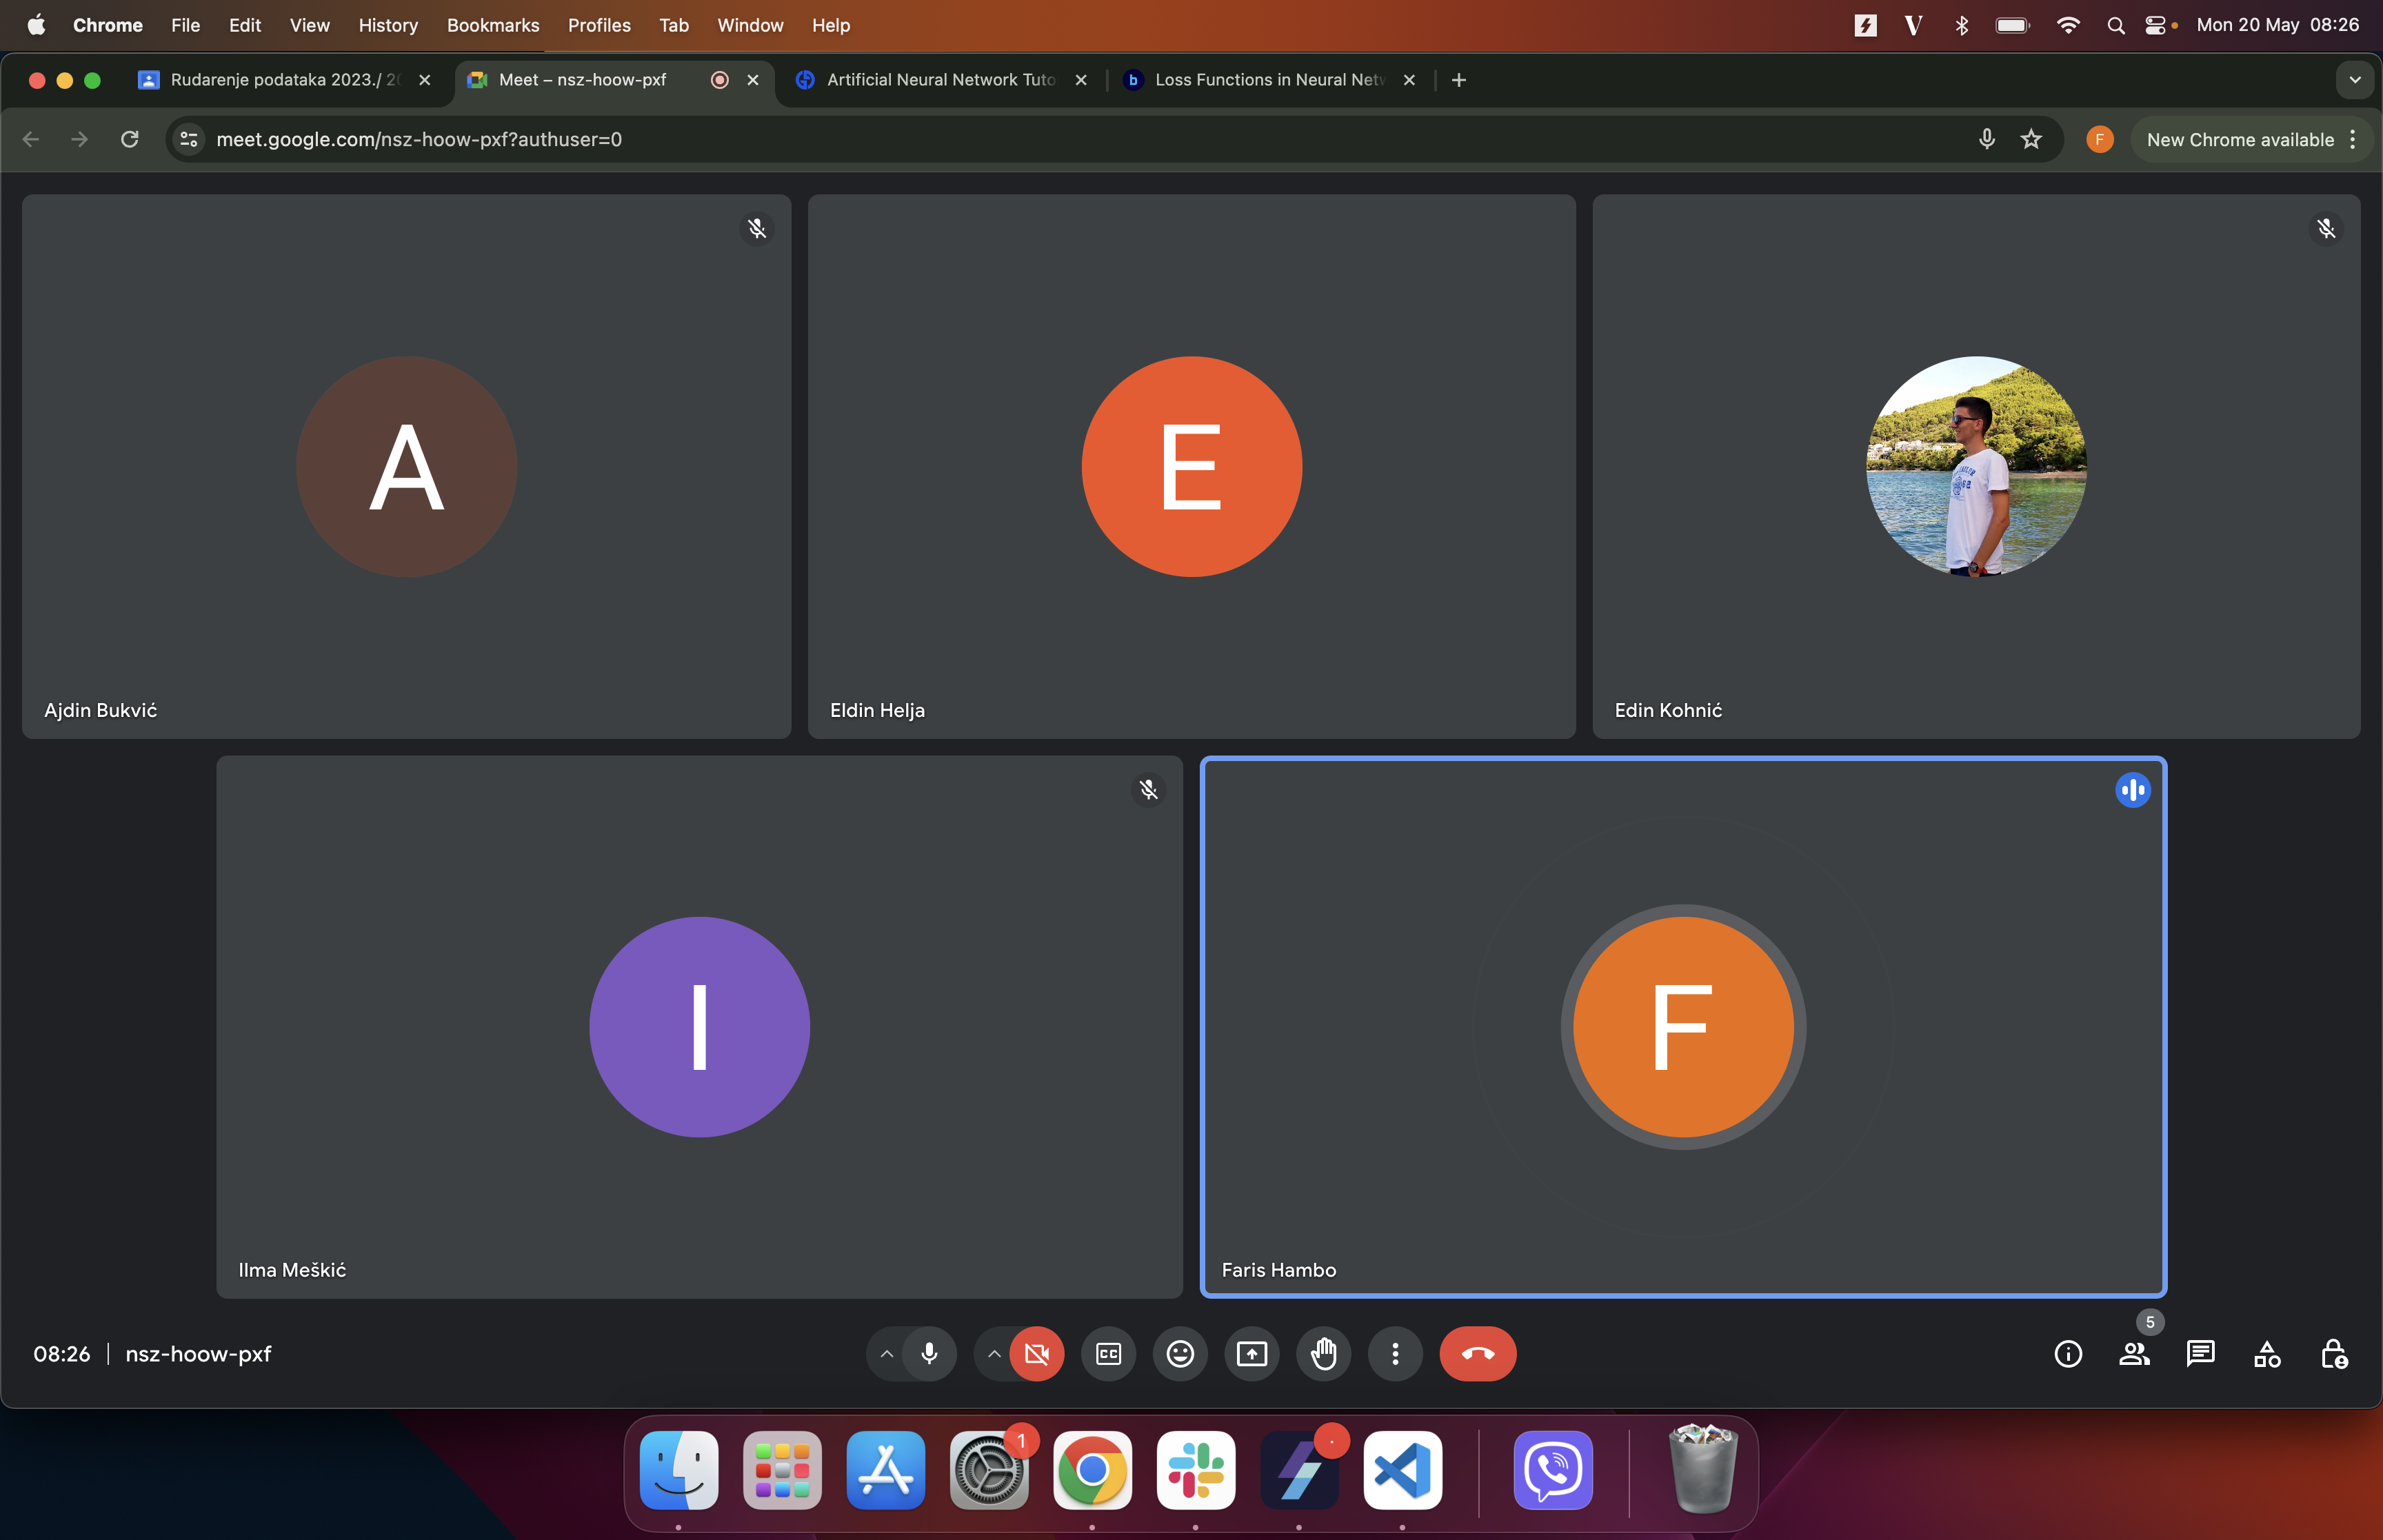 Chrome File Edit View History Bookmarks Profiles Tab Window Help Mon 20 May 08:26
Rudarenje podataka 2023./ Meet – nsz-hoow-pxf Artificial Neural Network Loss Functions in Neural
meet.google.com/nsz-hoow-pxf?authuser=0 F New Chrome available
A
E
Ajdin Bukvić
Eldin Helja
Edin Kohnić
I
F
Ilma Meškić
Faris Hambo
08:26 nsz-hoow-pxf
CC
5
1